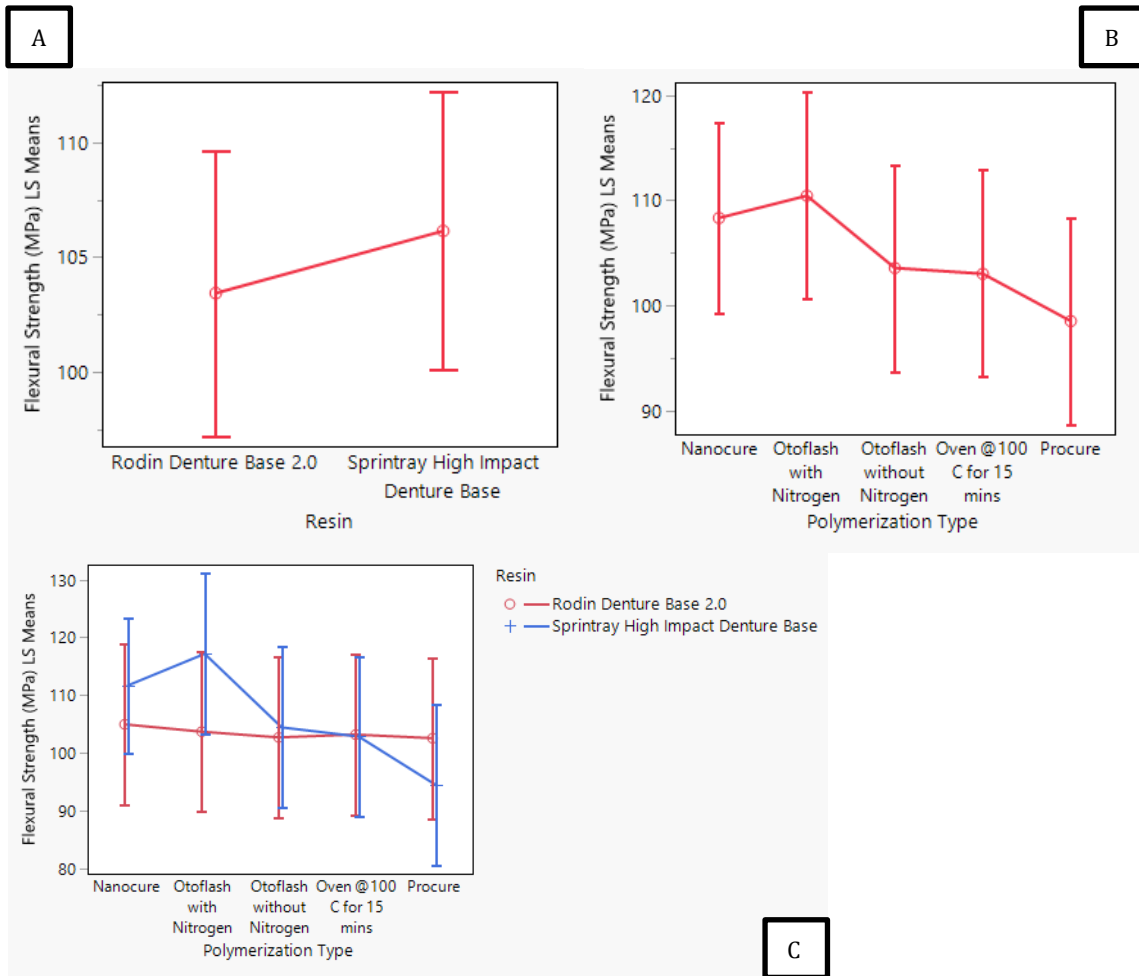 A
B
Flexural Strength (MPa) LS Means
110
105
100
Rodin Denture Base 2.0
Sprintray High Impact
Denture Base
Resin
Flexural Strength (MPa) LS Means
120
110
100
90
Nanocure
Otoflash
with
Nitrogen
Otoflash
without
Nitrogen
Oven @100
C for 15
mins
Procure
Polymerization Type
Flexural Strength (MPa) LS Means
130
120
110
100
90
80
Nanocure
Otoflash
with
Nitrogen
Otoflash
without
Nitrogen
Oven @100
C for 15
mins
Procure
Polymerization Type
Resin
Rodin Denture Base 2.0
Sprintray High Impact Denture Base
C